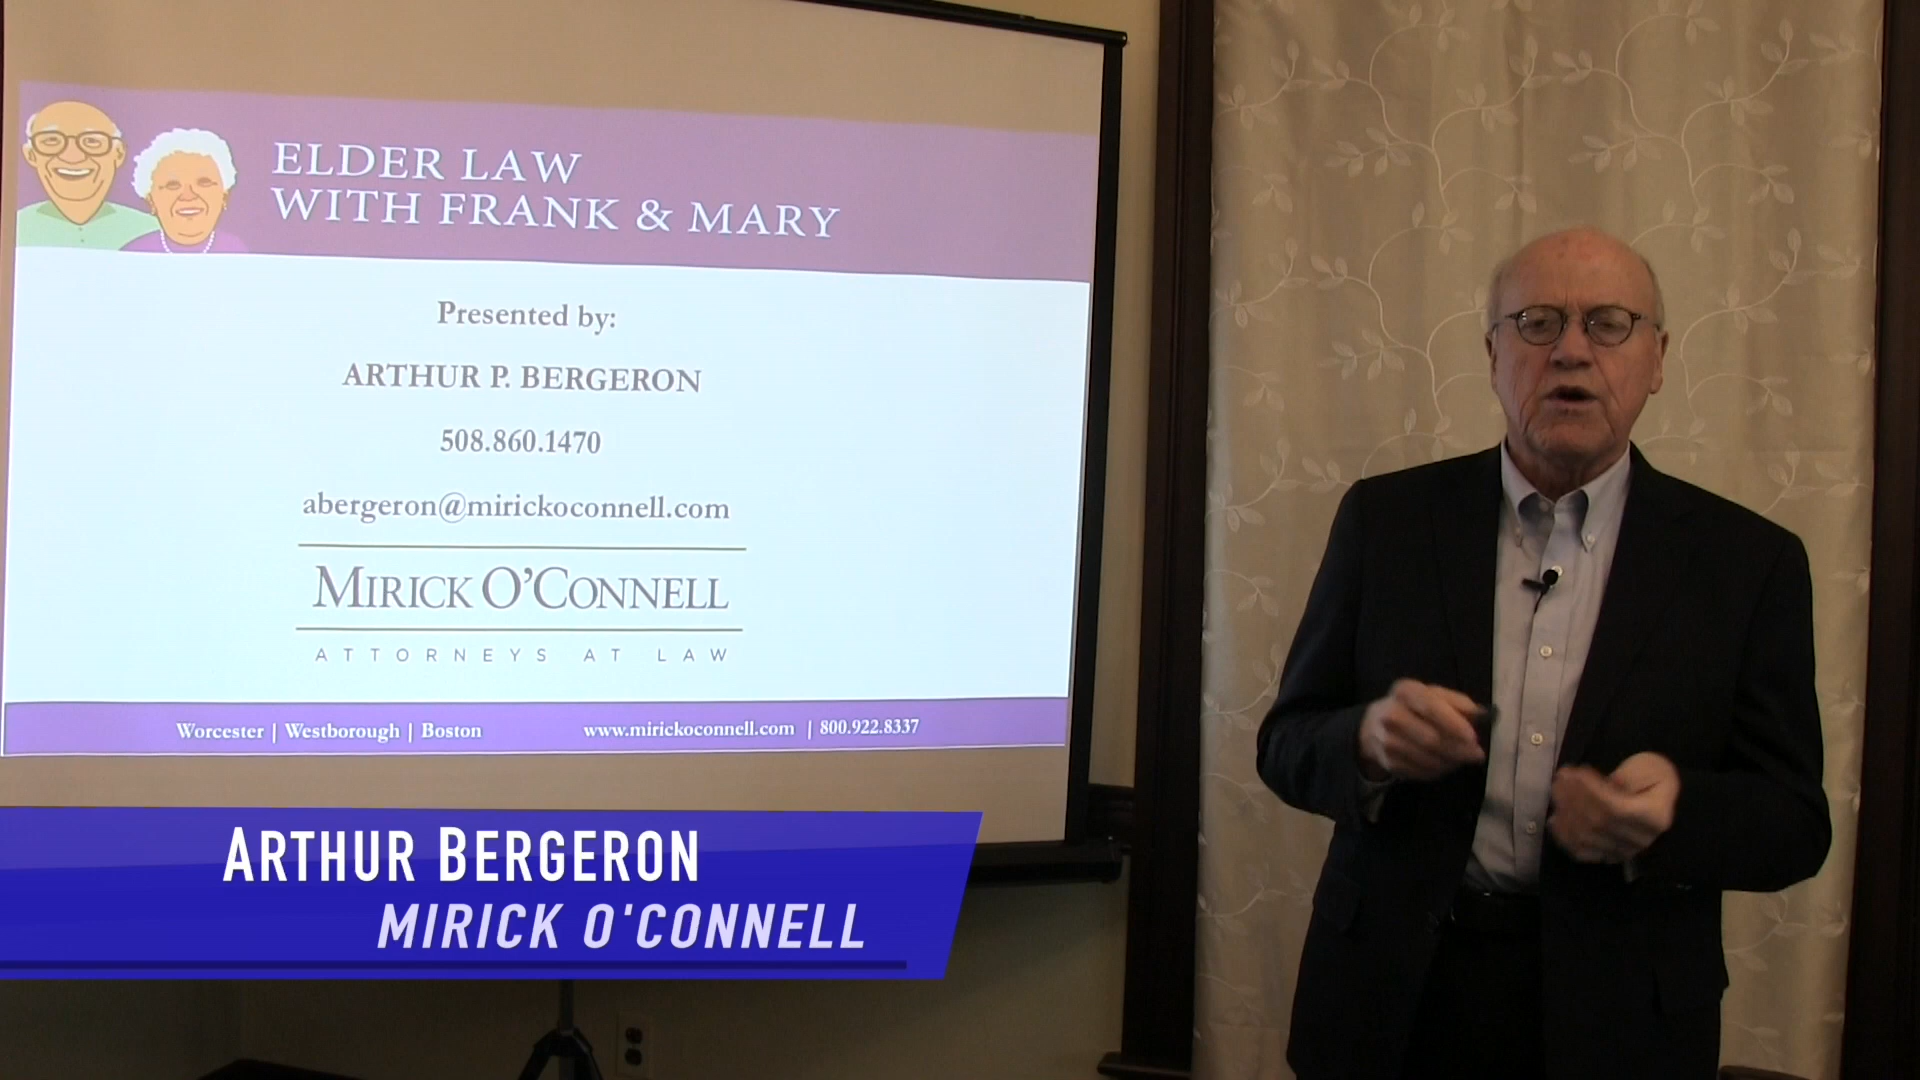 ELDER LAW
WITH FRANK & MARY
Presented by:
ARTHUR P. BERGERON
508.860.1470
abergeron@mirickoconnell.com
MIRICK O'CONNELL
ATTORNEYS AT LAW
Worcester | Westborough | Boston www.mirickoconnell.com | 800.922.8337
ARTHUR BERGERON
MIRICK O'CONNELL